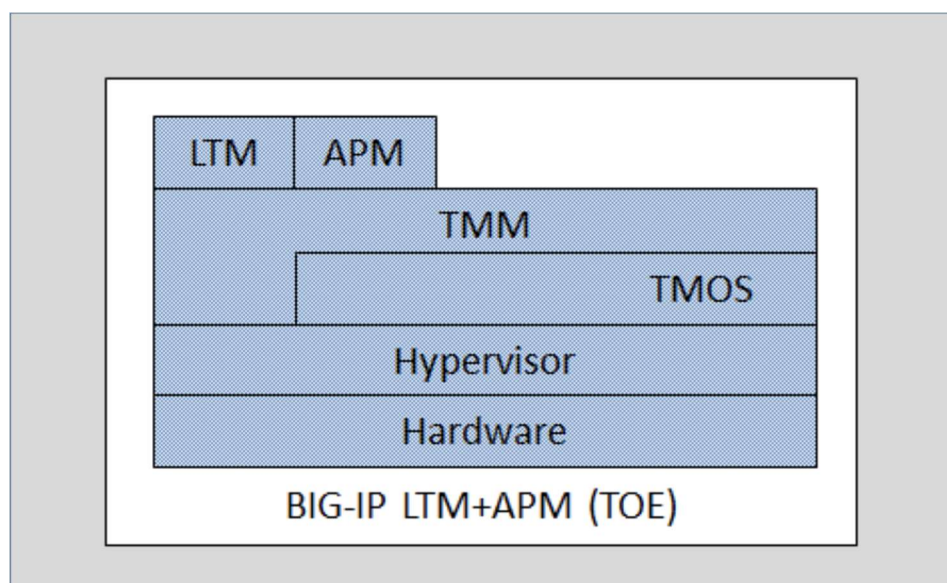 LTM APM
TMM
TMOS
Hypervisor
Hardware
BIG-IP LTM+APM (TOE)